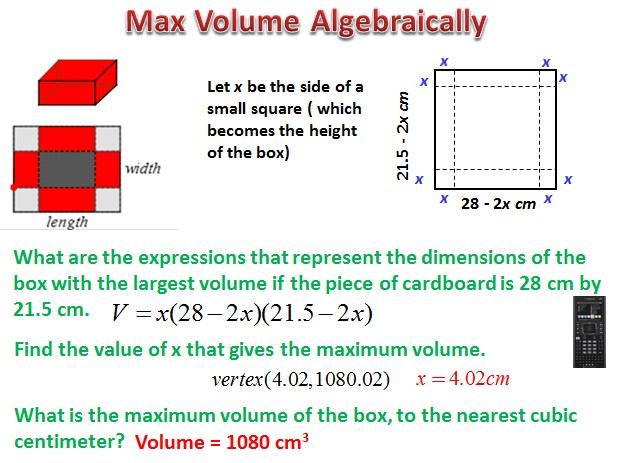 Max Volume Algebraically
Let x be the side of a
small square ( which
becomes the height
of the box)
width
length
x
x
x
x
21.5 - 2x cm
x
x
x
28 - 2x cm
x
What are the expressions that represent the dimensions of the
box with the largest volume if the piece of cardboard is 28 cm by
21.5 cm. V = x(28 – 2x)(21.5 – 2x)
Find the value of x that gives the maximum volume.
vertex(4.02,1080.02) x = 4.02cm
What is the maximum volume of the box, to the nearest cubic
centimeter? Volume = 1080 cm³